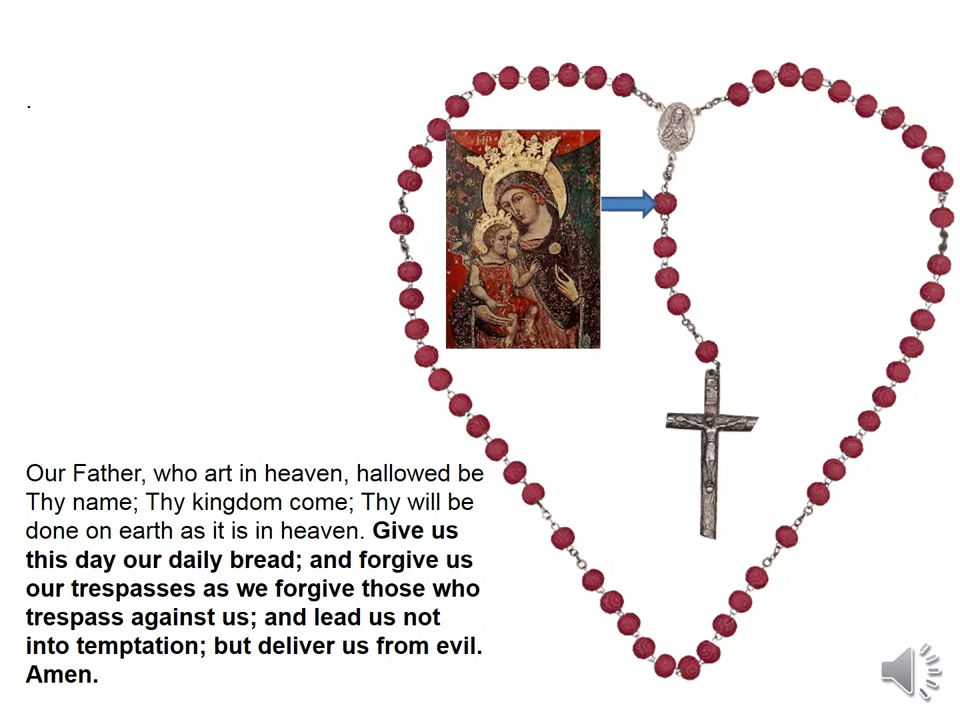 .
Our Father, who art in heaven, hallowed be
Thy name; Thy kingdom come; Thy will be
done on earth as it is in heaven. Give us
this day our daily bread; and forgive us
our trespasses as we forgive those who
trespass against us; and lead us not
into temptation; but deliver us from evil.
Amen.